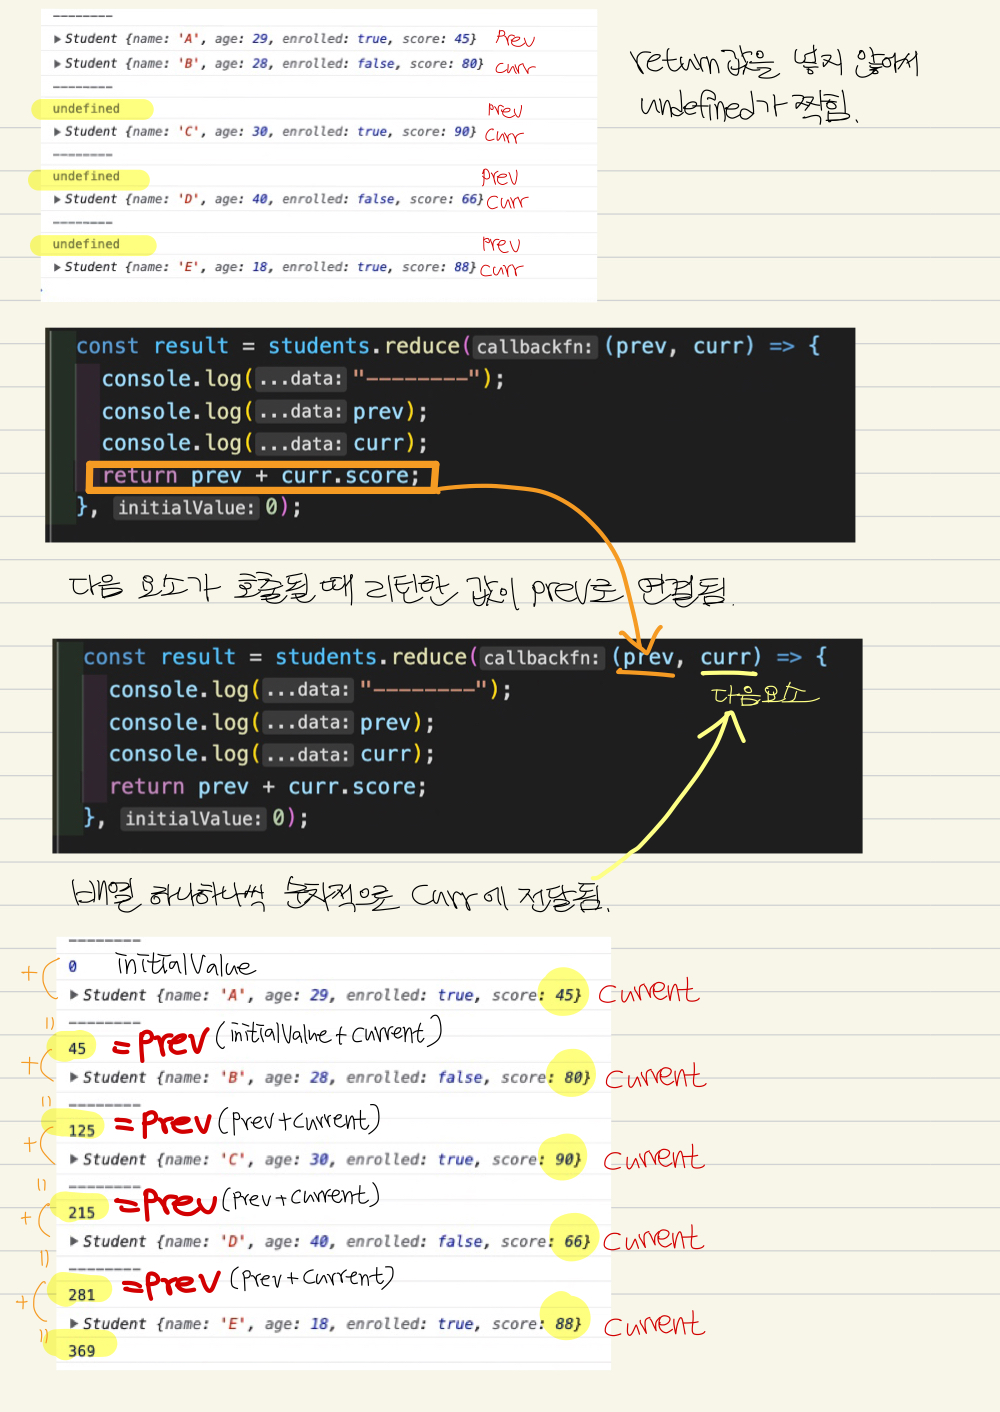 --------
▶ Student {name: 'A', age: 29, enrolled: true, score: 45} prev
▶ Student {name: 'B', age: 28, enrolled: false, score: 80} curr
return 값을 넣지 않아서
undefined가 찍힘.
--------
undefined prev
▶ Student {name: 'C', age: 30, enrolled: true, score: 90} curr
--------
undefined prev
▶ Student {name: 'D', age: 40, enrolled: false, score: 66} curr
--------
undefined prev
▶ Student {name: 'E', age: 18, enrolled: true, score: 88} curr
const result = students.reduce( callbackfn: (prev, curr) => {
console.log( ...data: "--------");
console.log( ...data: prev);
console.log( ...data: curr);
return prev + curr.score;
}, initialValue: 0);
다음 요소가 호출될 때 리턴한 값이 prev로 연결됨.
const result = students.reduce( callbackfn: (prev, curr) => {
다음요소
console.log( ...data: "--------");
console.log( ...data: prev);
console.log( ...data: curr);
return prev + curr.score;
}, initialValue: 0);
배열 하나하나씩 순차적으로 curr에 전달됨.
--------
+ 0 initialValue
▶ Student {name: 'A', age: 29, enrolled: true, score: 45} current
--------
= 45 = prev (initialValue + current)
+ ▶ Student {name: 'B', age: 28, enrolled: false, score: 80} current
--------
= 125 = prev (prev + current)
+ ▶ Student {name: 'C', age: 30, enrolled: true, score: 90} current
--------
= 215 = prev (prev + current)
+ ▶ Student {name: 'D', age: 40, enrolled: false, score: 66} current
--------
= 281 = prev (prev + current)
+ ▶ Student {name: 'E', age: 18, enrolled: true, score: 88} current
= 369